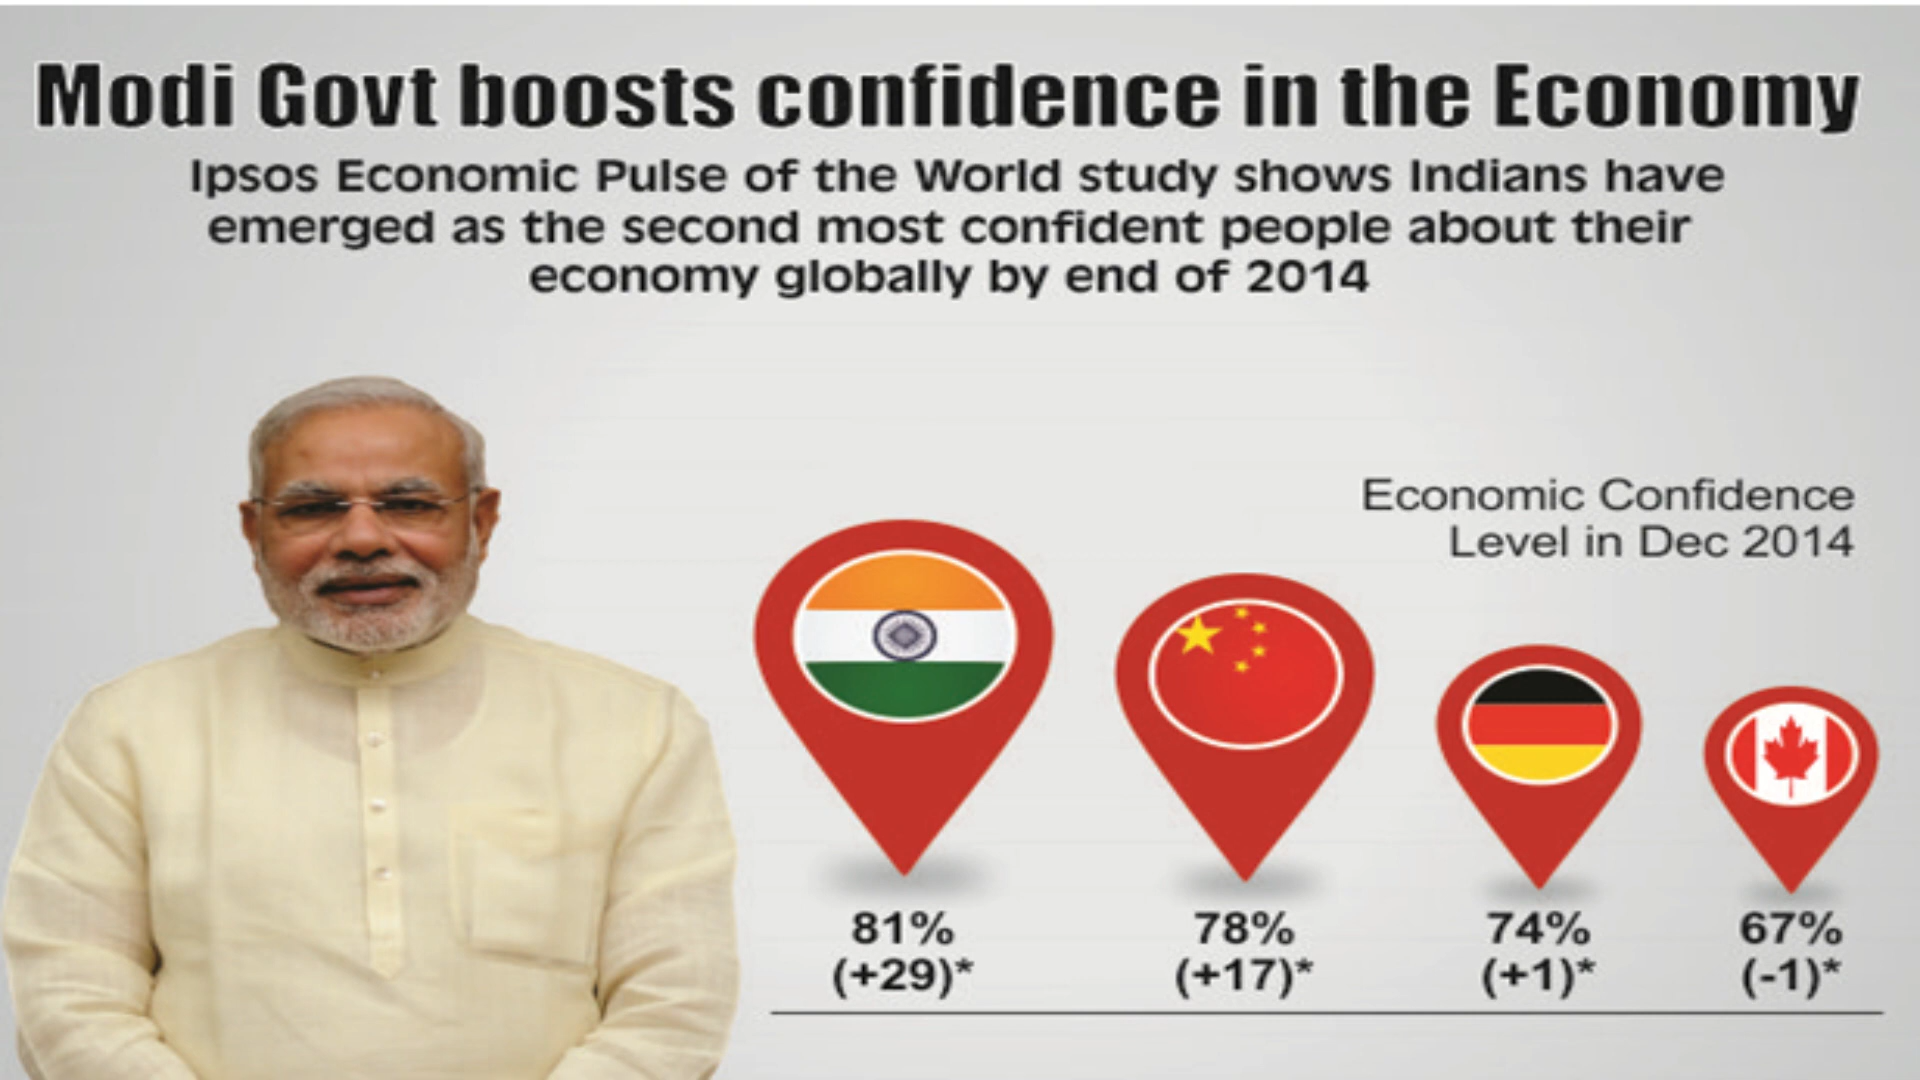 Modi Govt boosts confidence in the Economy
Ipsos Economic Pulse of the World study shows Indians have
emerged as the second most confident people about their
economy globally by end of 2014
Economic Confidence
Level in Dec 2014
81% 78% 74% 67%
(+29)* (+17)* (+1)* (-1)*